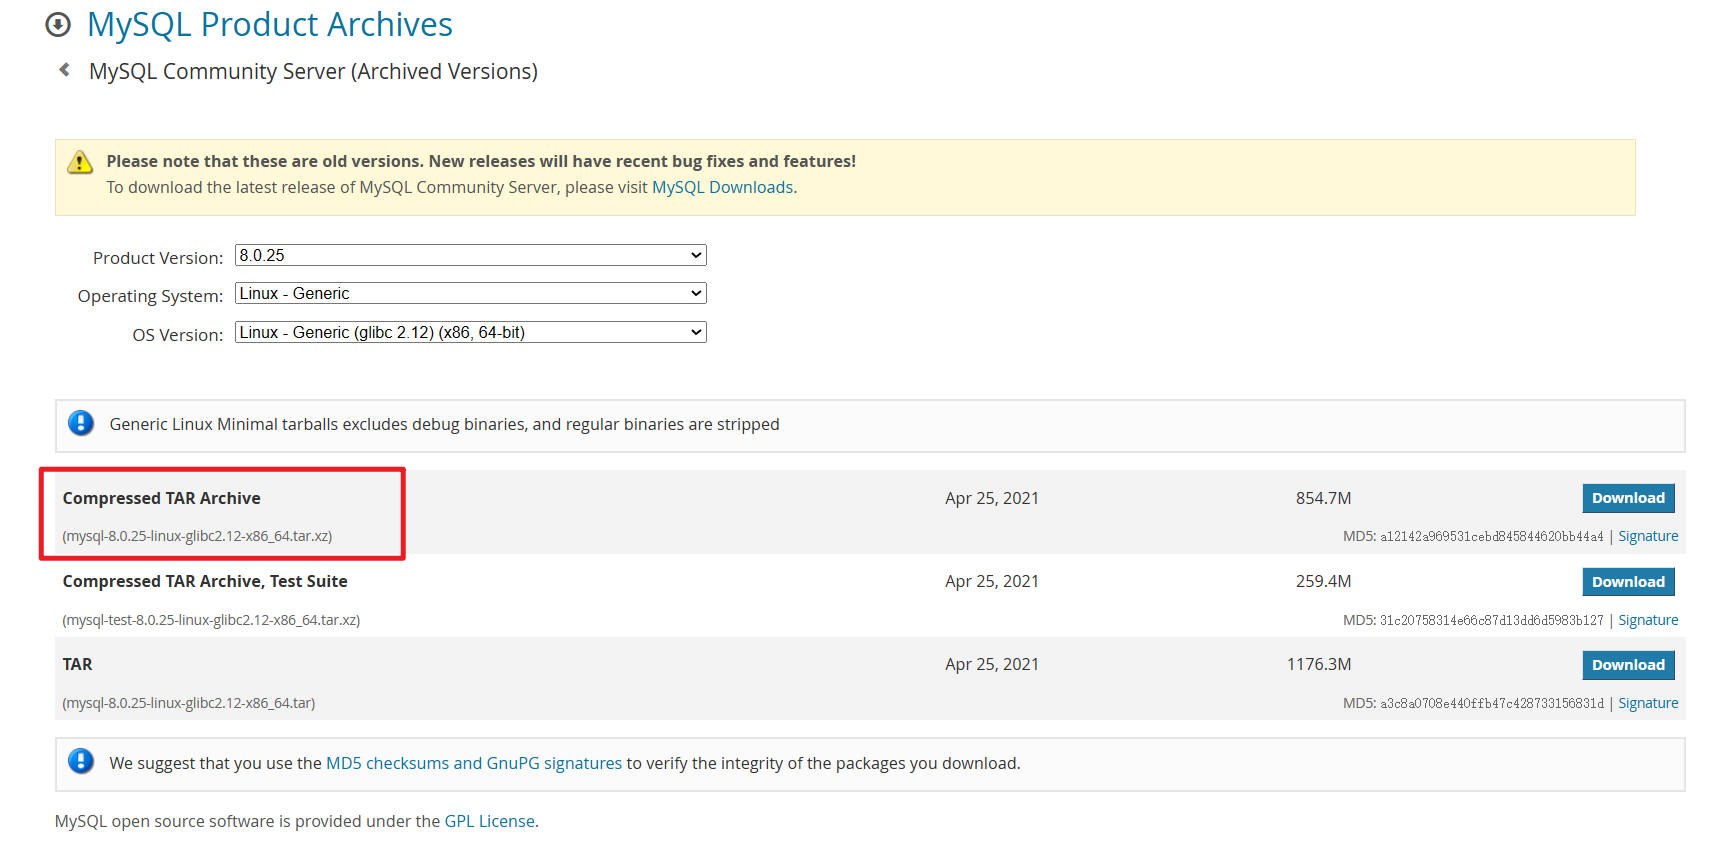 MySQL Product Archives
MySQL Community Server (Archived Versions)
Please note that these are old versions. New releases will have recent bug fixes and features!
To download the latest release of MySQL Community Server, please visit MySQL Downloads.
Product Version: 8.0.25
Operating System: Linux - Generic
OS Version: Linux - Generic (glibc 2.12) (x86, 64-bit)
Generic Linux Minimal tarballs excludes debug binaries, and regular binaries are stripped
Compressed TAR Archive Apr 25, 2021 854.7M Download
(mysql-8.0.25-linux-glibc2.12-x86_64.tar.xz) MD5: a12142a969531cebd845844620bb44a4 | Signature
Compressed TAR Archive, Test Suite Apr 25, 2021 259.4M Download
(mysql-test-8.0.25-linux-glibc2.12-x86_64.tar.xz) MD5: 31c20758314e66c87d13dd6d5983b127 | Signature
TAR Apr 25, 2021 1176.3M Download
(mysql-8.0.25-linux-glibc2.12-x86_64.tar) MD5: a3c8a0708e440ffb47c428733156831d | Signature
We suggest that you use the MD5 checksums and GnuPG signatures to verify the integrity of the packages you download.
MySQL open source software is provided under the GPL License.